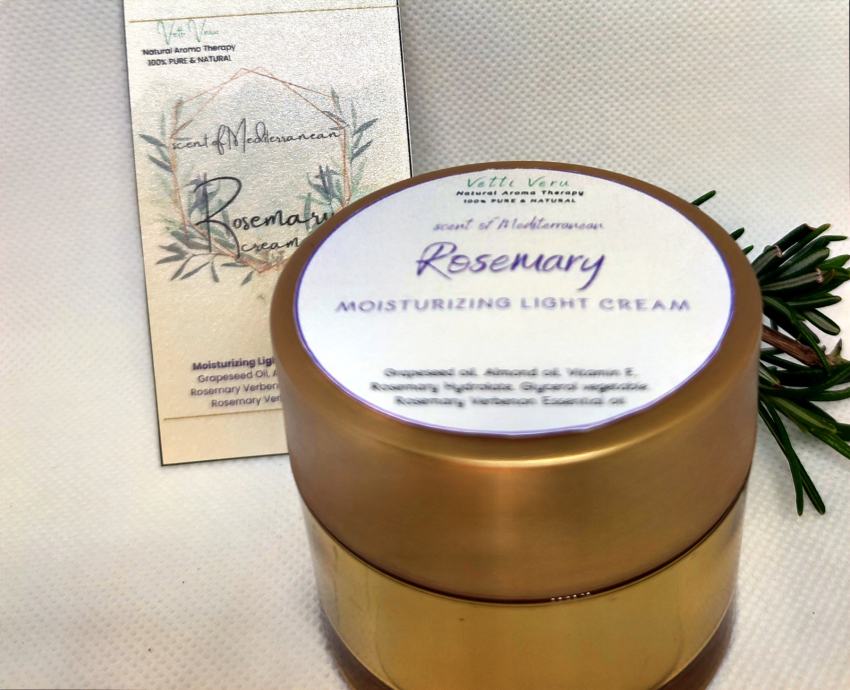 Vetti Veru
Natural Aroma Therapy
100% PURE & NATURAL
scent of Mediterranean
Rosemary
cream
Moisturizing Lig
Grapeseed Oil, A
Rosemary Verben
Rosemary Ver
Vetti Veru
Natural Aroma Therapy
100% PURE & NATURAL
scent of Mediterranean
Rosemary
MOISTURIZING LIGHT CREAM
Grapeseed oil, Almond oil, Vitamin E,
Rosemary Hydrolate, Glycerol vegetable,
Rosemary Verbenon Essential oil